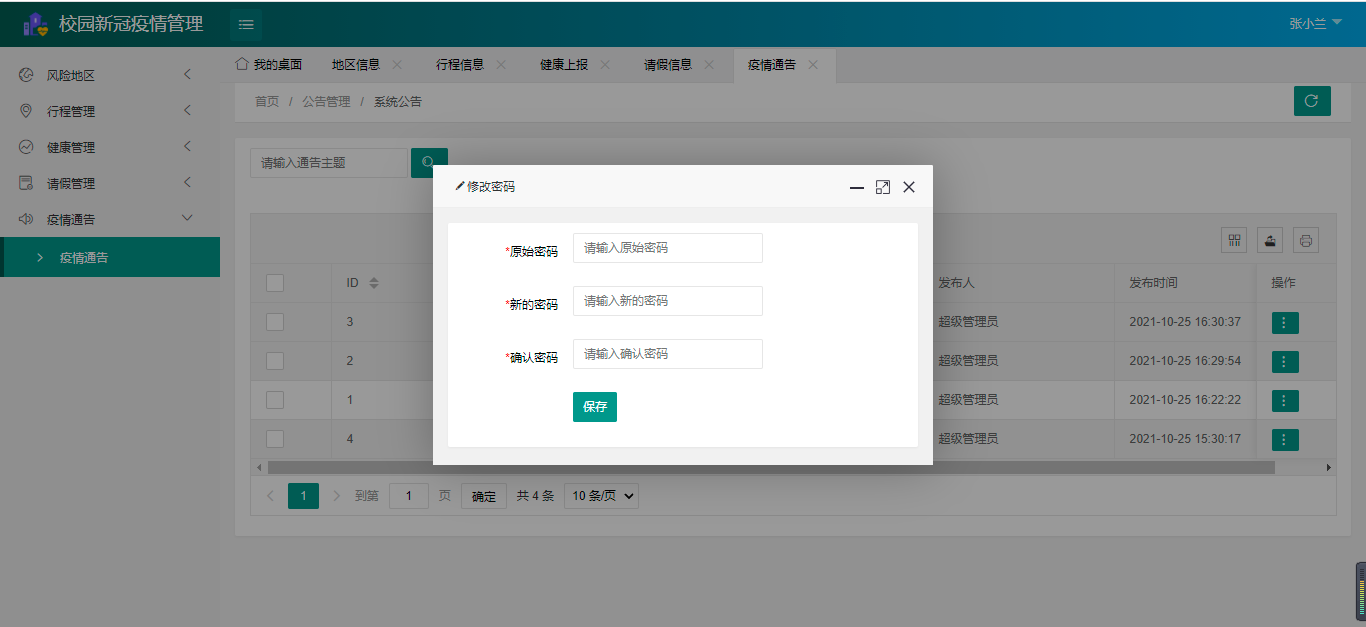 校园新冠疫情管理
张小兰
风险地区
行程管理
健康管理
请假管理
疫情通告
疫情通告
我的桌面 地区信息 行程信息 健康上报 请假信息 疫情通告
首页 / 公告管理 / 系统公告
请输入通告主题
修改密码
*原始密码 请输入原始密码
*新的密码 请输入新的密码
*确认密码 请输入确认密码
保存
ID 发布人 发布时间 操作
3 超级管理员 2021-10-25 16:30:37
2 超级管理员 2021-10-25 16:29:54
1 超级管理员 2021-10-25 16:22:22
4 超级管理员 2021-10-25 15:30:17
1 到第 1 页 确定 共 4 条 10 条/页